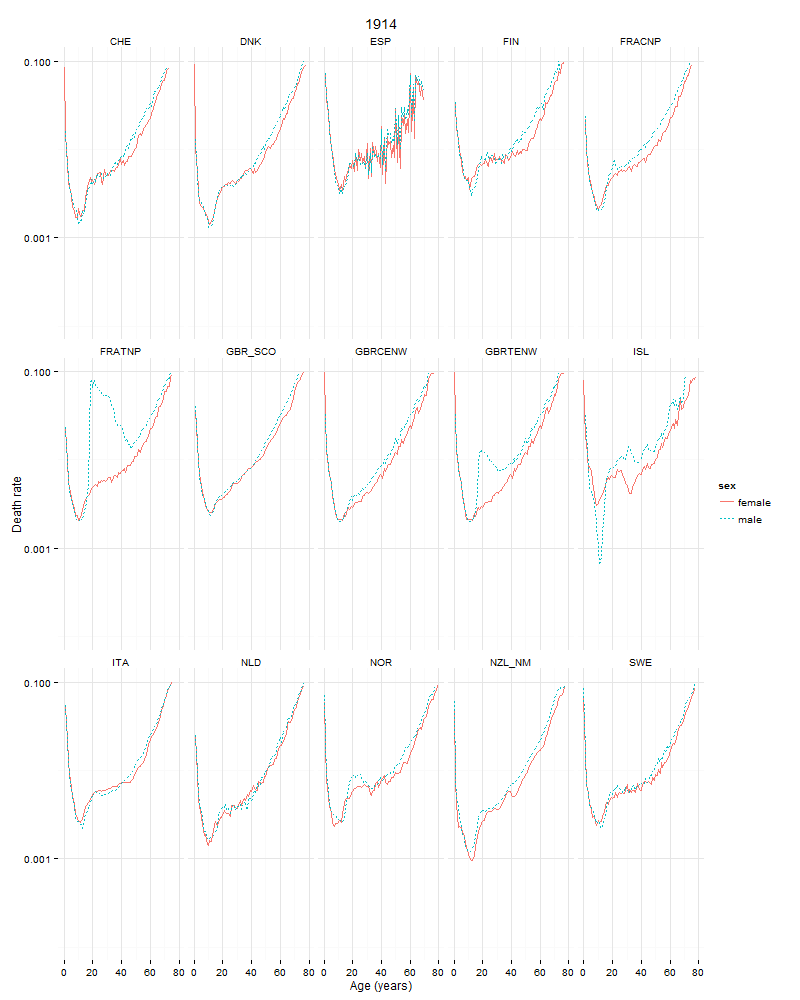 1914
CHE DNK ESP FIN FRACNP
0.100
0.001
FRATNP GBR_SCO GBRCENW GBRTENW ISL
0.100
0.001
sex
female
male
Death rate
ITA NLD NOR NZL_NM SWE
0.100
0.001
0 20 40 60 80 0 20 40 60 80 0 20 40 60 80 0 20 40 60 80 0 20 40 60 80
Age (years)